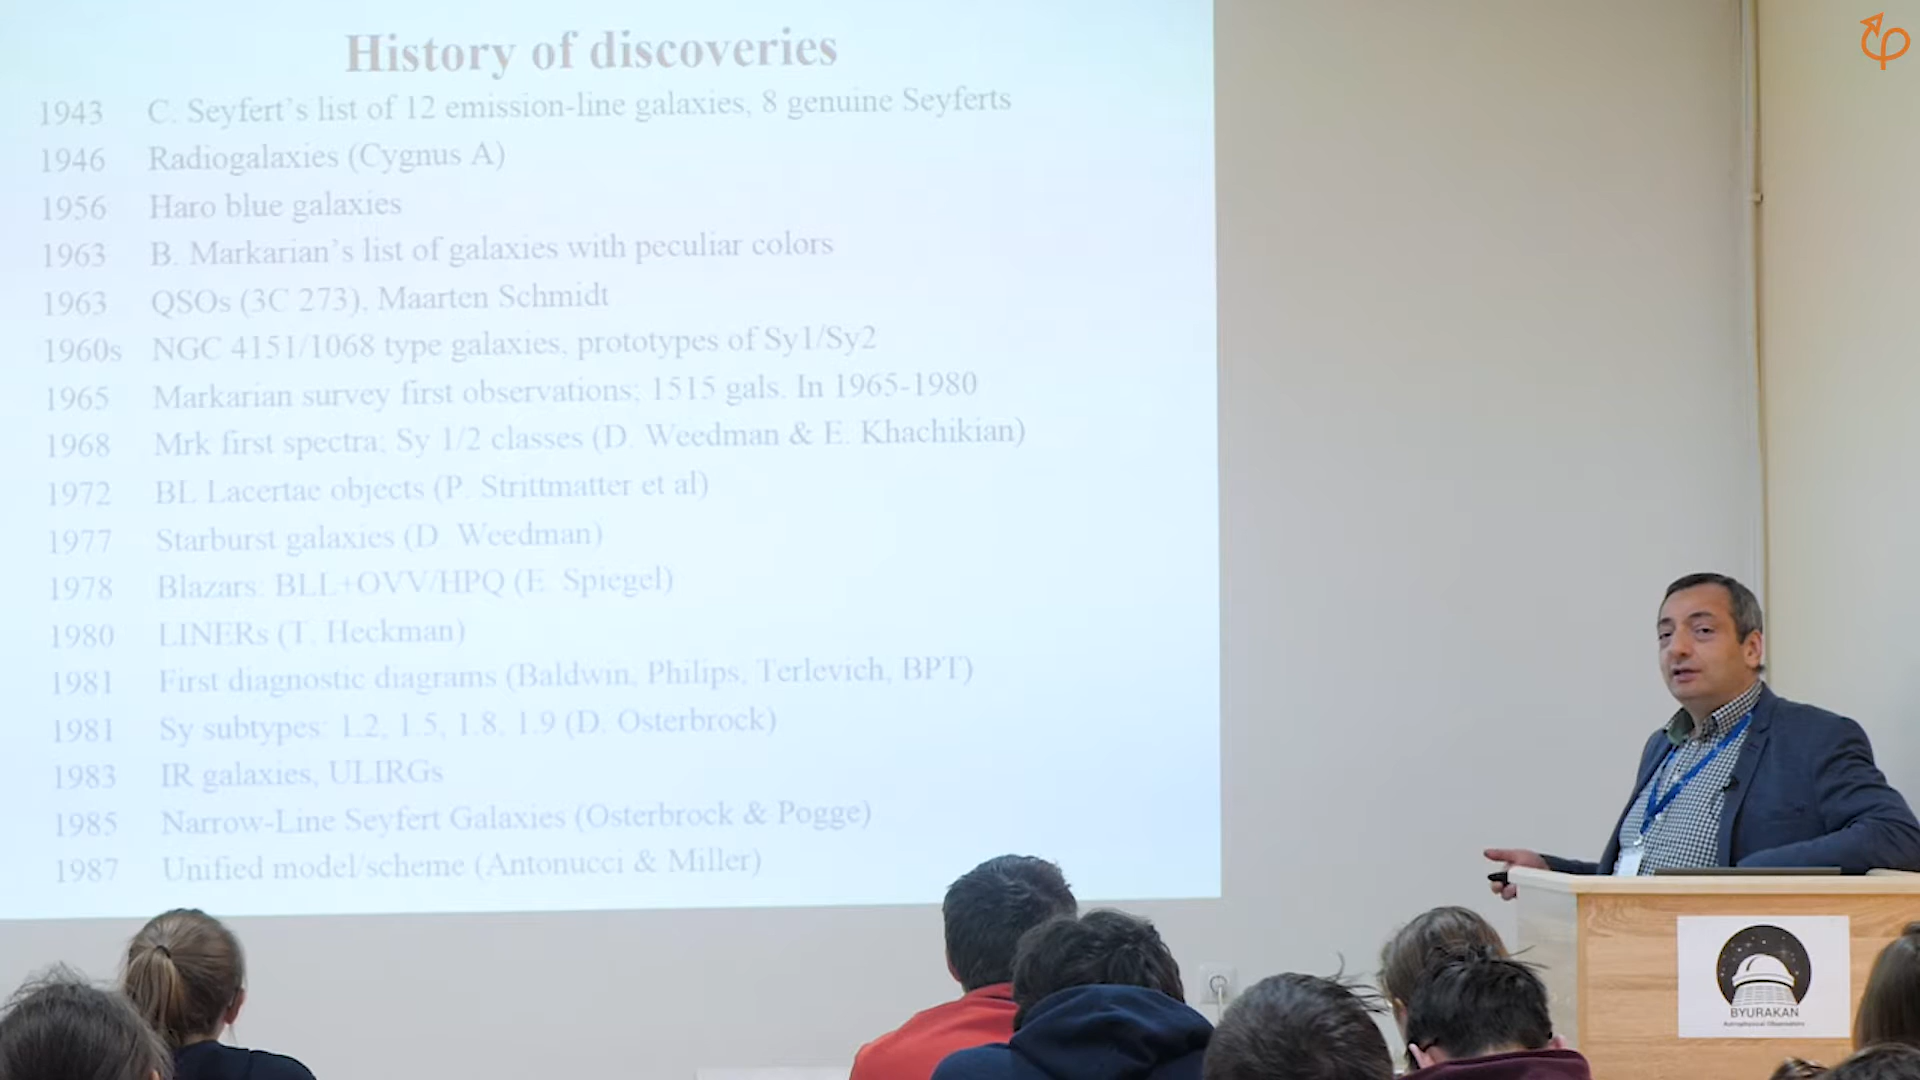 History of discoveries
1943 C. Seyfert's list of 12 emission-line galaxies, 8 genuine Seyferts
1946 Radiogalaxies (Cygnus A)
1956 Haro blue galaxies
1963 B. Markarian's list of galaxies with peculiar colors
1963 QSOs (3C 273), Maarten Schmidt
1960s NGC 4151/1068 type galaxies, prototypes of Sy1/Sy2
1965 Markarian survey first observations; 1515 gals. In 1965-1980
1968 Mrk first spectra; Sy 1/2 classes (D. Weedman & E. Khachikian)
1972 BL Lacertae objects (P. Strittmatter et al)
1977 Starburst galaxies (D. Weedman)
1978 Blazars: BLL+OVV/HPQ (E. Spiegel)
1980 LINERs (T. Heckman)
1981 First diagnostic diagrams (Baldwin, Philips, Terlevich, BPT)
1981 Sy subtypes: 1.2, 1.5, 1.8, 1.9 (D. Osterbrock)
1983 IR galaxies, ULIRGs
1985 Narrow-Line Seyfert Galaxies (Osterbrock & Pogge)
1987 Unified model/scheme (Antonucci & Miller)
BYURAKAN
Astrophysical Observatory